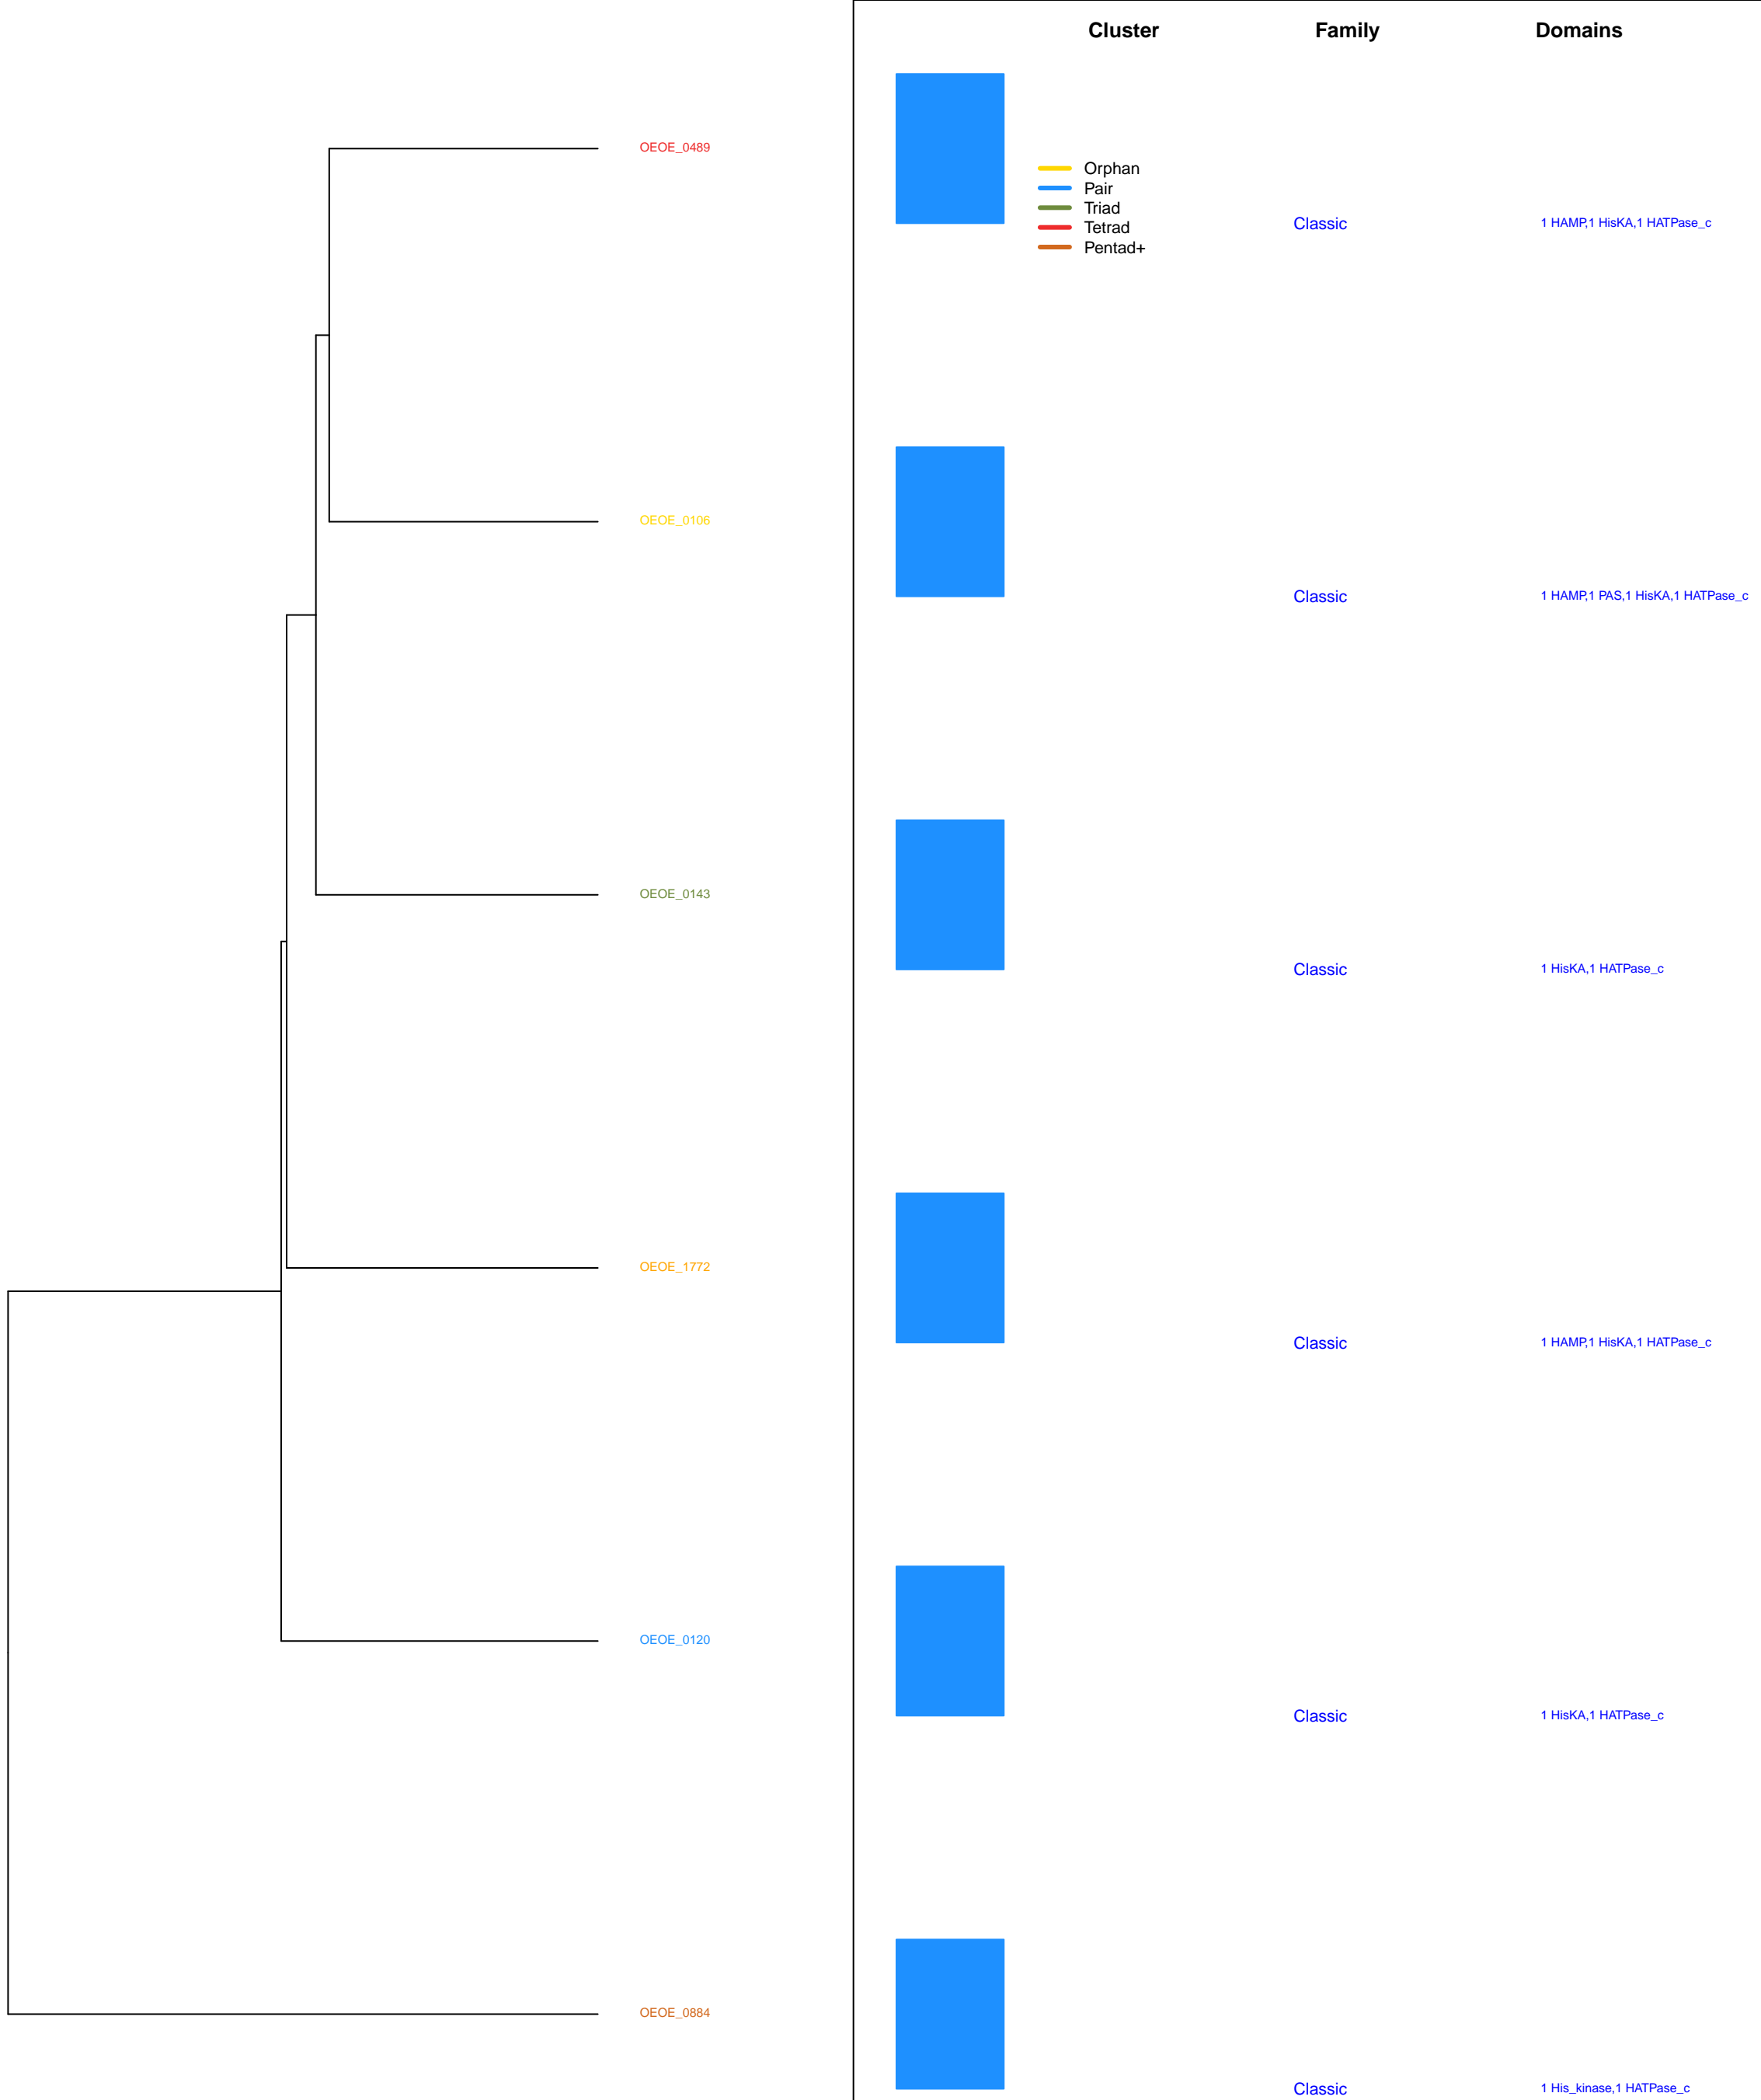 Cluster Family Domains
OEOE_0489
Orphan
Pair
Triad
Tetrad
Pentad+
Classic 1 HAMP,1 HisKA,1 HATPase_c
OEOE_0106
Classic 1 HAMP,1 PAS,1 HisKA,1 HATPase_c
OEOE_0143
Classic 1 HisKA,1 HATPase_c
OEOE_1772
Classic 1 HAMP,1 HisKA,1 HATPase_c
OEOE_0120
Classic 1 HisKA,1 HATPase_c
OEOE_0884
Classic 1 His_kinase,1 HATPase_c